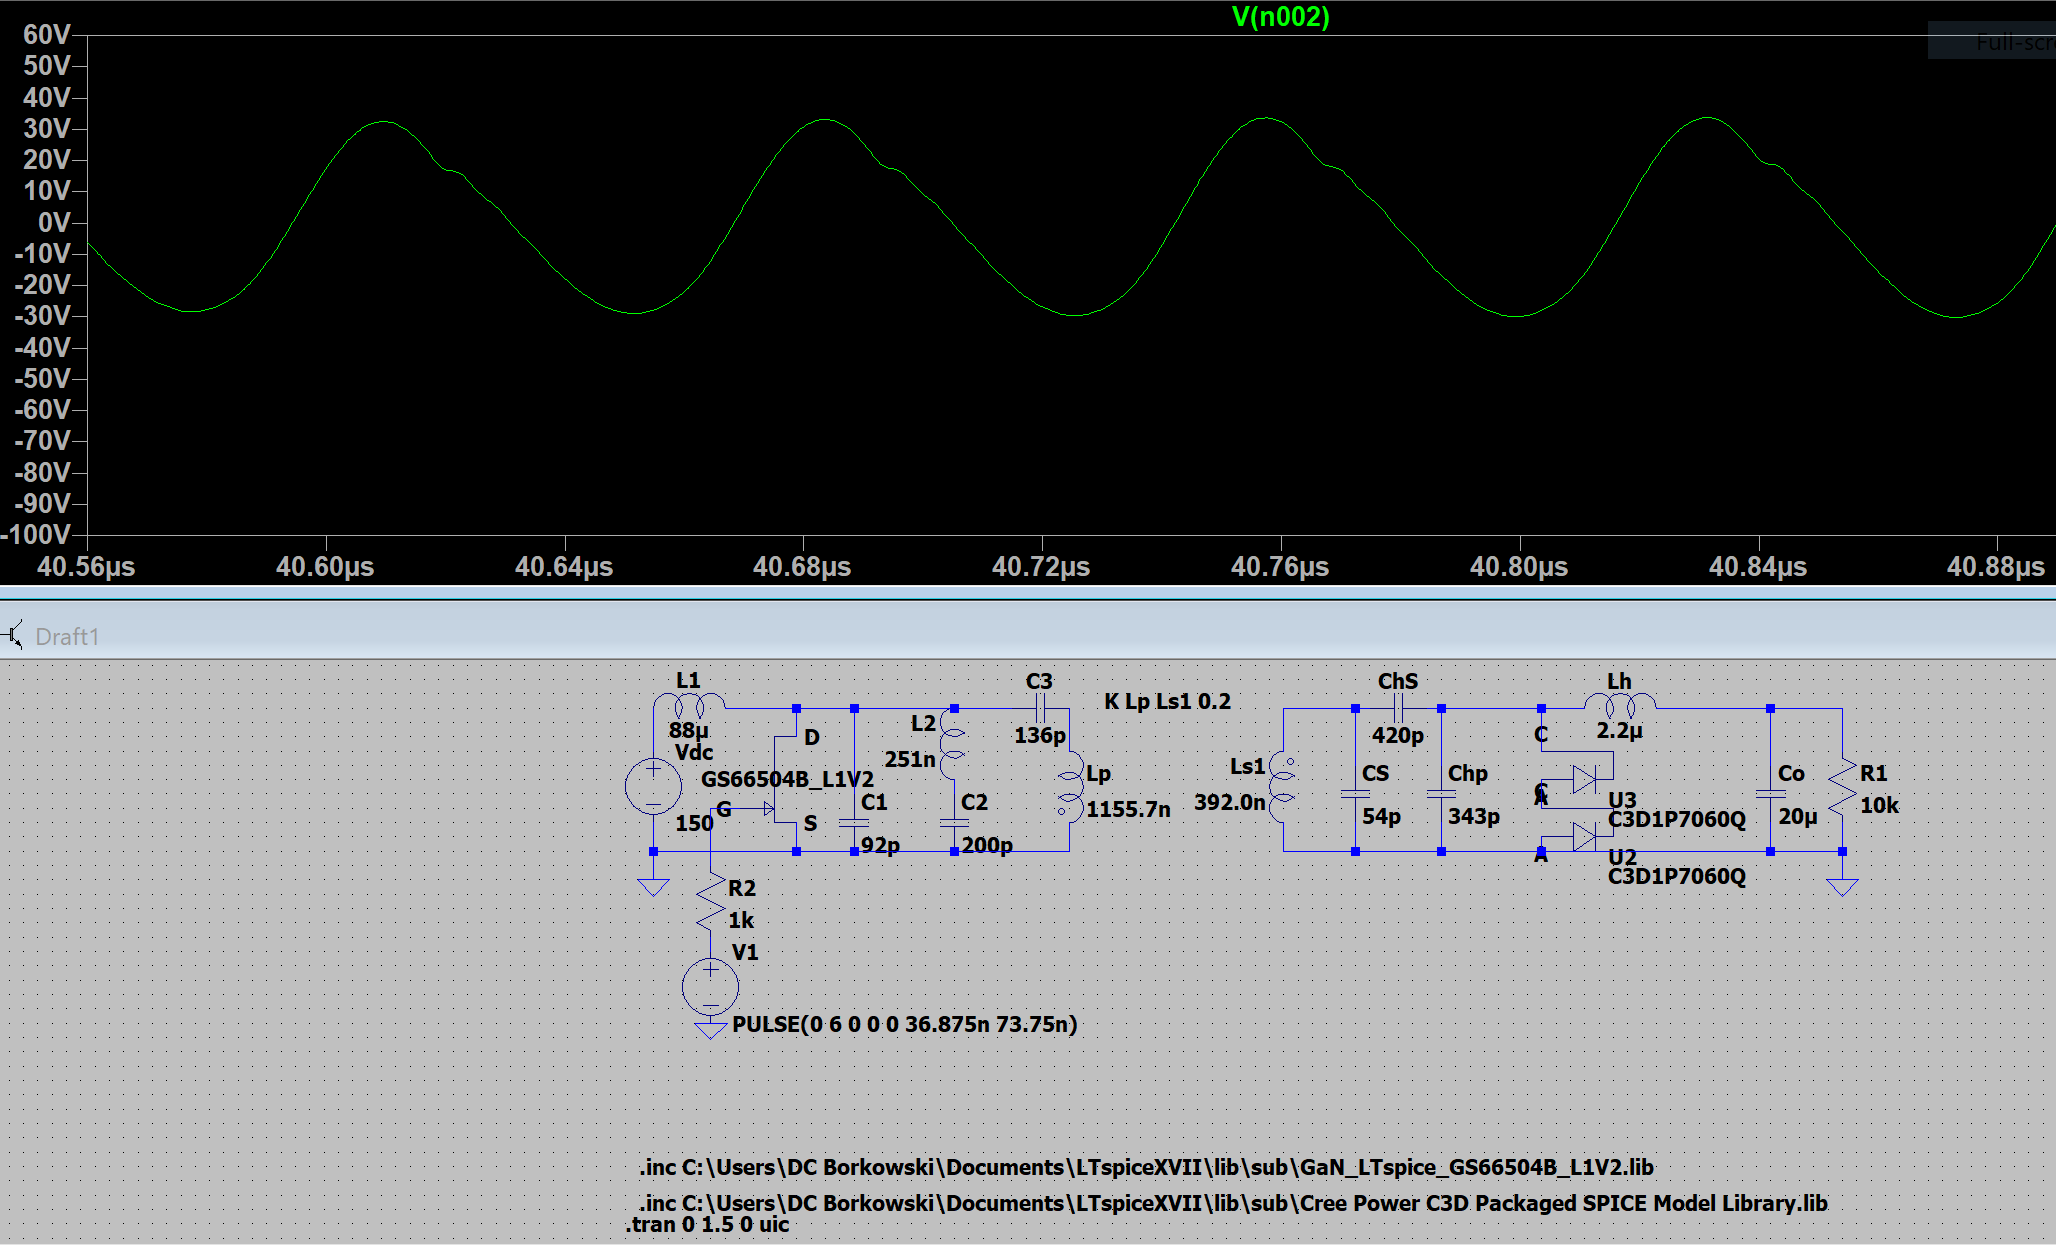 V(n002)
Full-scr
60V
50V
40V
30V
20V
10V
0V
-10V
-20V
-30V
-40V
-50V
-60V
-70V
-80V
-90V
-100V
40.56µs 40.60µs 40.64µs 40.68µs 40.72µs 40.76µs 40.80µs 40.84µs 40.88µs
Draft1
L1
88µ
Vdc
150
GS66504B_L1V2
D
G
S
C1
92p
L2
251n
C2
200p
C3
136p
Lp
1155.7n
K Lp Ls1 0.2
Ls1
392.0n
CS
54p
ChS
420p
Chp
343p
C
C
A
A
U3
C3D1P7060Q
U2
C3D1P7060Q
Lh
2.2µ
Co
20µ
R1
10k
R2
1k
V1
PULSE(0 6 0 0 0 36.875n 73.75n)
.inc C:\Users\DC Borkowski\Documents\LTspiceXVII\lib\sub\GaN_LTspice_GS66504B_L1V2.lib
.inc C:\Users\DC Borkowski\Documents\LTspiceXVII\lib\sub\Cree Power C3D Packaged SPICE Model Library.lib
.tran 0 1.5 0 uic